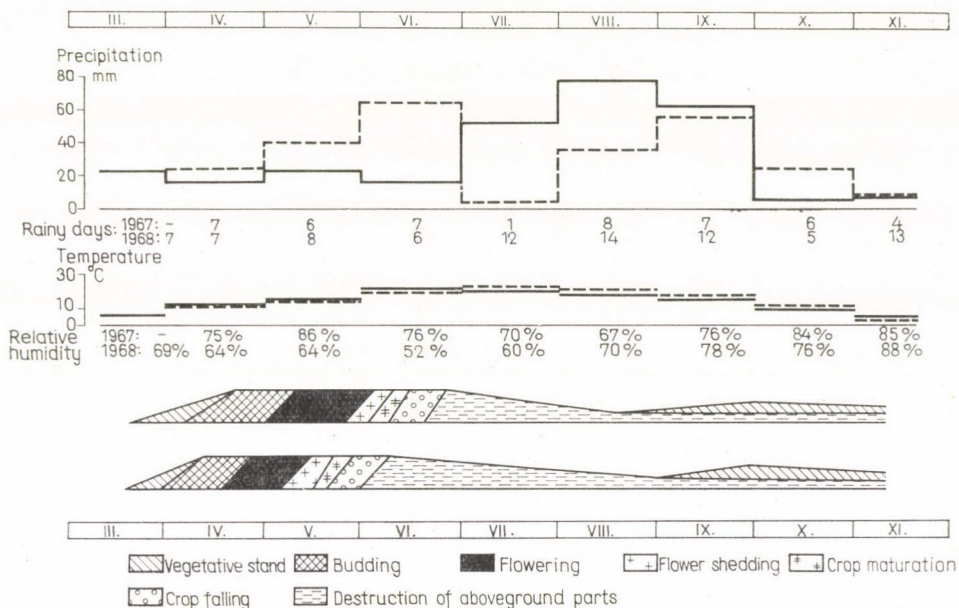 III. IV. V. VI. VII. VIII. IX. X. XI.
Precipitation
80 mm
60
40
20
0
Rainy days: 1967: – 7 6 7 1 8 7 6 4
1968: 7 7 8 6 12 14 12 5 13
Temperature
30 °C
10
0
Relative humidity 1967: – 75% 86% 76% 70% 67% 76% 84% 85%
1968: 69% 64% 64% 52% 60% 70% 78% 76% 88%
III. IV. V. VI. VII. VIII. IX. X. XI.
Vegetative stand Budding Flowering Flower shedding Crop maturation
Crop falling Destruction of aboveground parts